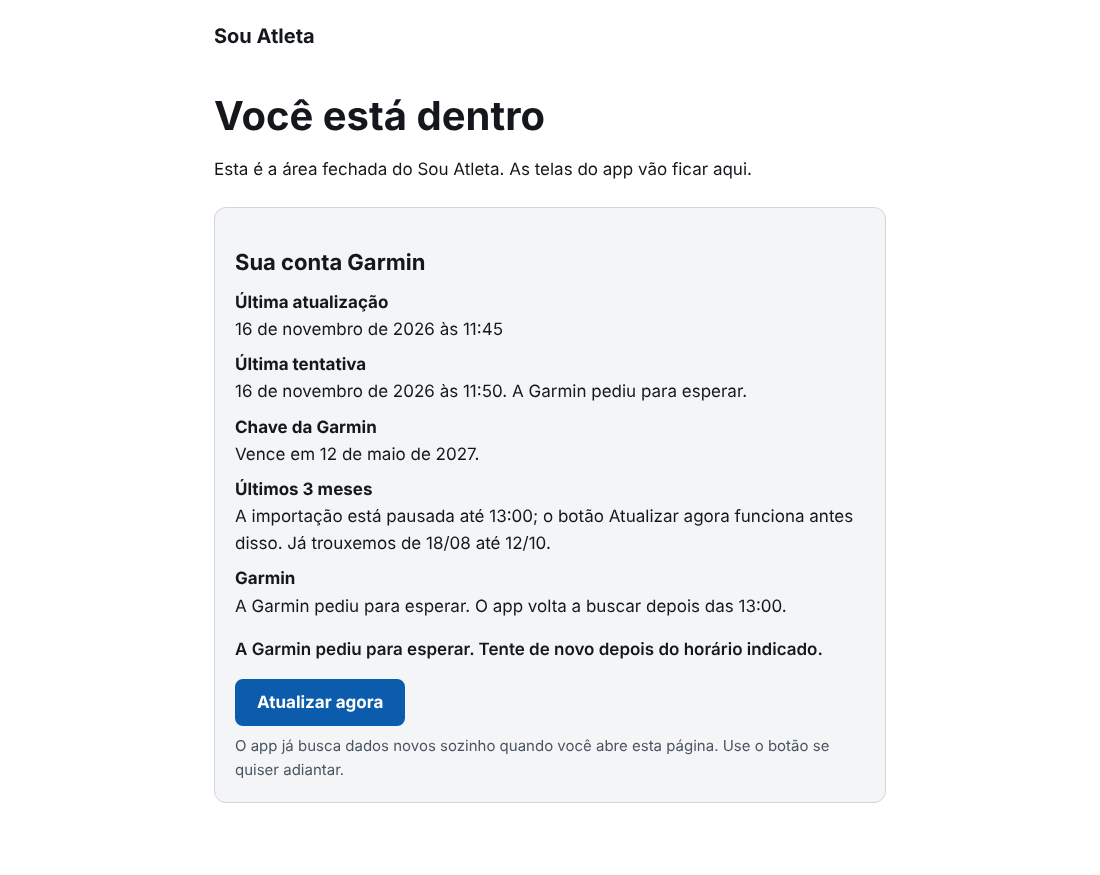 Sou Atleta
Você está dentro
Esta é a área fechada do Sou Atleta. As telas do app vão ficar aqui.
Sua conta Garmin
Última atualização
16 de novembro de 2026 às 11:45
Última tentativa
16 de novembro de 2026 às 11:50. A Garmin pediu para esperar.
Chave da Garmin
Vence em 12 de maio de 2027.
Últimos 3 meses
A importação está pausada até 13:00; o botão Atualizar agora funciona antes
disso. Já trouxemos de 18/08 até 12/10.
Garmin
A Garmin pediu para esperar. O app volta a buscar depois das 13:00.
A Garmin pediu para esperar. Tente de novo depois do horário indicado.
Atualizar agora
O app já busca dados novos sozinho quando você abre esta página. Use o botão se
quiser adiantar.